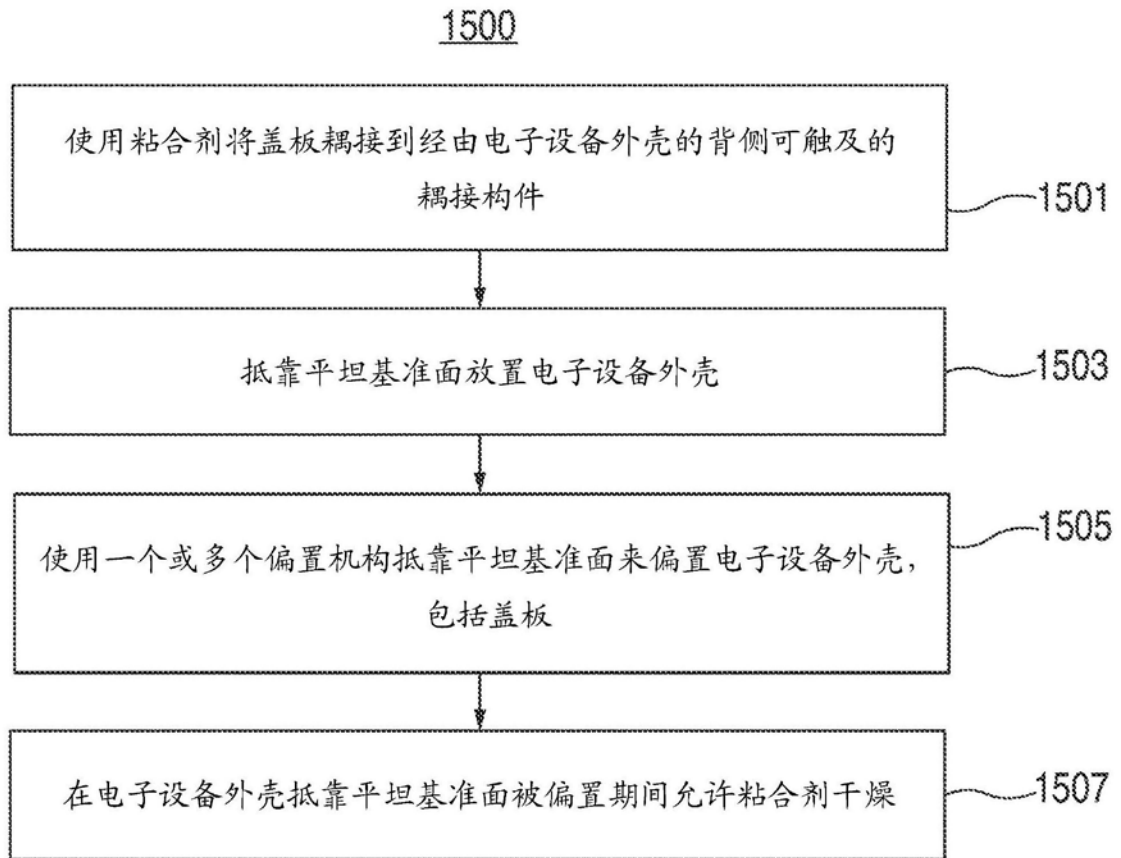 1500
使用粘合剂将盖板耦接到经由电子设备外壳的背侧可触及的
耦接构件
1501
抵靠平坦基准面放置电子设备外壳
1503
使用一个或多个偏置机构抵靠平坦基准面来偏置电子设备外壳，
包括盖板
1505
在电子设备外壳抵靠平坦基准面被偏置期间允许粘合剂干燥
1507